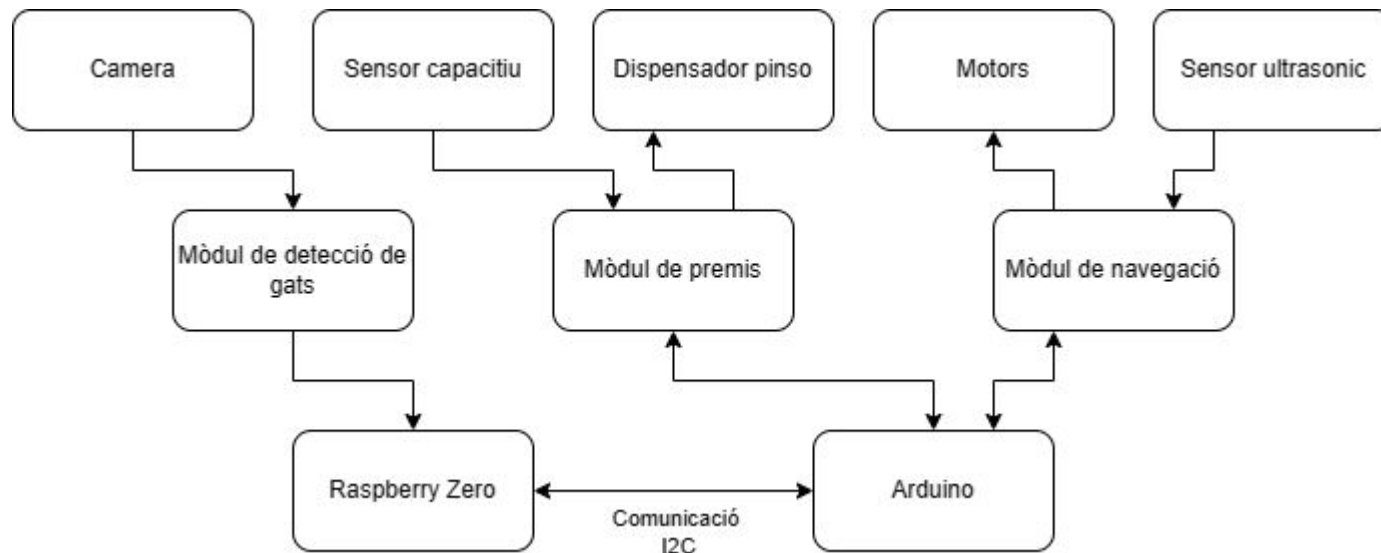 Camera
Sensor capacitiu
Dispensador pinso
Motors
Sensor ultrasonic
Mòdul de detecció de
gats
Mòdul de premis
Mòdul de navegació
Raspberry Zero
Arduino
Comunicació
I2C